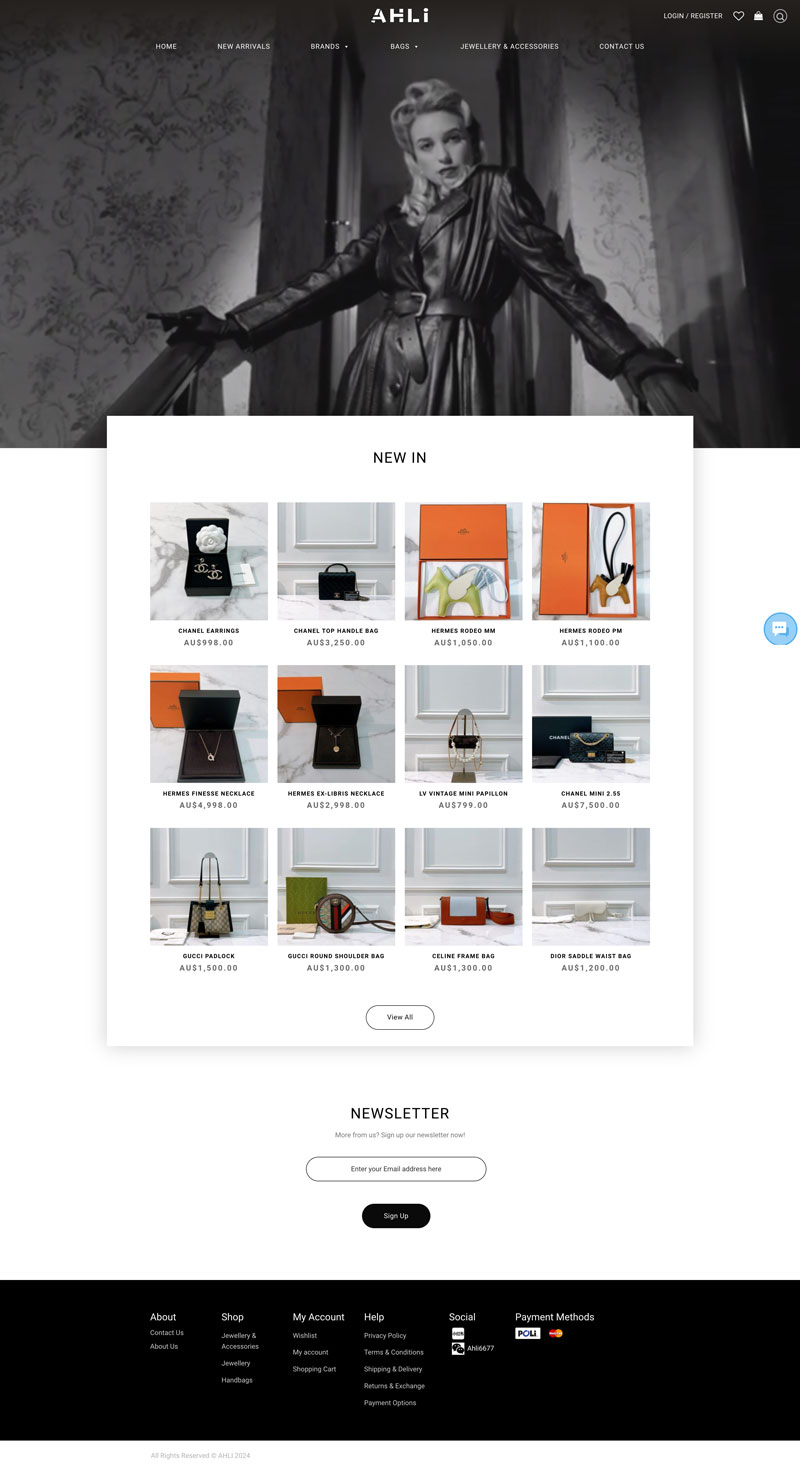 AHLi
LOGIN / REGISTER
HOME
NEW ARRIVALS
BRANDS
BAGS
JEWELLERY & ACCESSORIES
CONTACT US
NEW IN
CHANEL EARRINGS
AU$998.00
CHANEL TOP HANDLE BAG
AU$3,250.00
HERMES RODEO MM
AU$1,050.00
HERMES RODEO PM
AU$1,100.00
CHANEL
HERMES FINESSE NECKLACE
AU$4,998.00
HERMES EX-LIBRIS NECKLACE
AU$2,998.00
LV VINTAGE MINI PAPILLON
AU$799.00
CHANEL MINI 2.55
AU$7,500.00
GUCCI PADLOCK
AU$1,500.00
GUCCI ROUND SHOULDER BAG
AU$1,300.00
CELINE FRAME BAG
AU$1,300.00
DIOR SADDLE WAIST BAG
AU$1,200.00
View All
NEWSLETTER
More from us? Sign up our newsletter now!
Enter your Email address here
Sign Up
About
Contact Us
About Us
Shop
Jewellery &
Accessories
Jewellery
Handbags
My Account
Wishlist
My account
Shopping Cart
Help
Privacy Policy
Terms & Conditions
Shipping & Delivery
Returns & Exchange
Payment Options
Social
Ahli6677
Payment Methods
POLi
All Rights Reserved © AHLI 2024